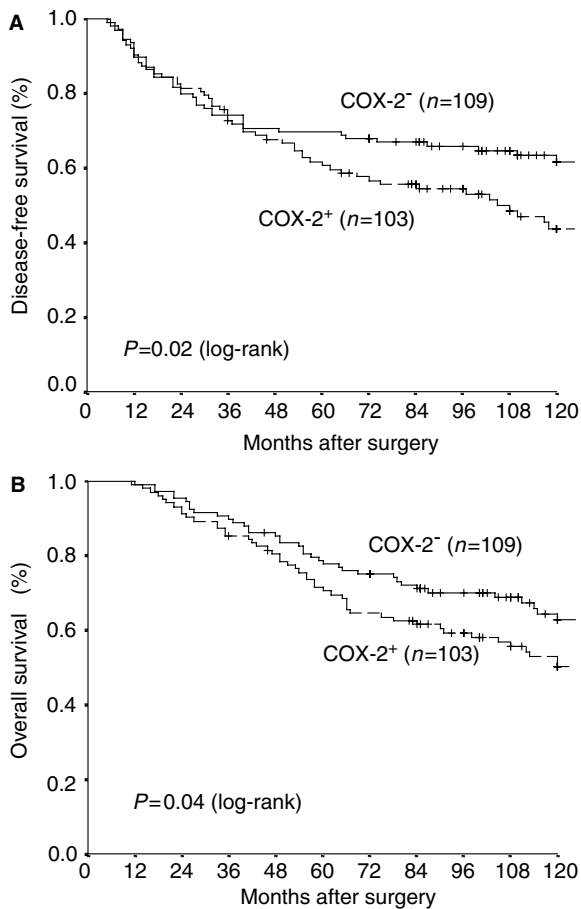 A
Disease-free survival (%)
1.0
0.8
0.6
0.4
0.2
0.0
COX-2⁻ (n=109)
COX-2⁺ (n=103)
P=0.02 (log-rank)
0 12 24 36 48 60 72 84 96 108 120
Months after surgery
B
Overall survival (%)
1.0
0.8
0.6
0.4
0.2
0.0
COX-2⁻ (n=109)
COX-2⁺ (n=103)
P=0.04 (log-rank)
0 12 24 36 48 60 72 84 96 108 120
Months after surgery